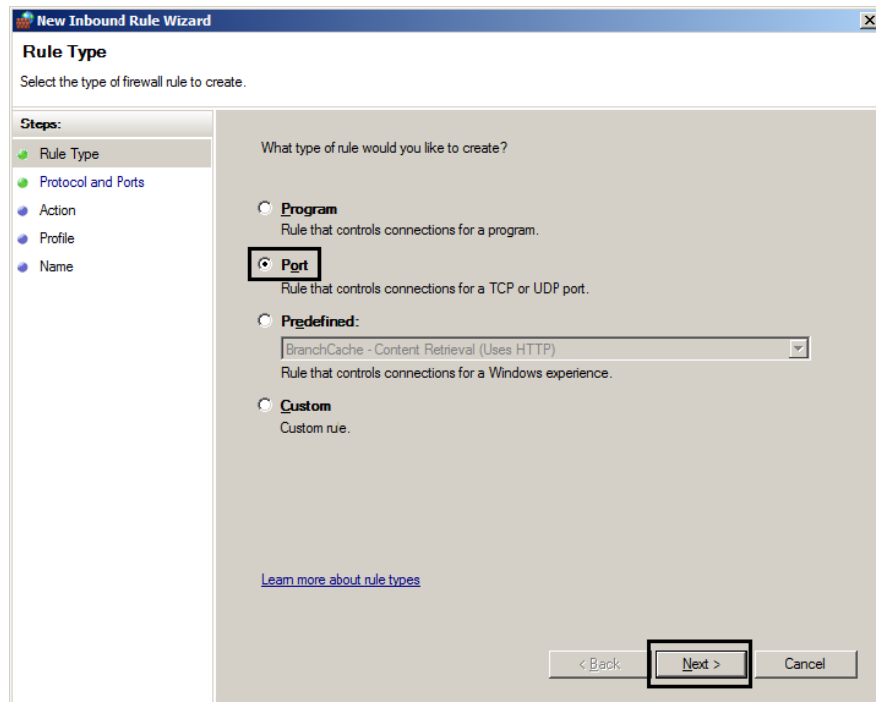 New Inbound Rule Wizard
Rule Type
Select the type of firewall rule to create.
Steps:
Rule Type
Protocol and Ports
Action
Profile
Name
What type of rule would you like to create?
Program
Rule that controls connections for a program.
Port
Rule that controls connections for a TCP or UDP port.
Predefined:
BranchCache - Content Retrieval (Uses HTTP)
Rule that controls connections for a Windows experience.
Custom
Custom rule.
Learn more about rule types
< Back
Next >
Cancel